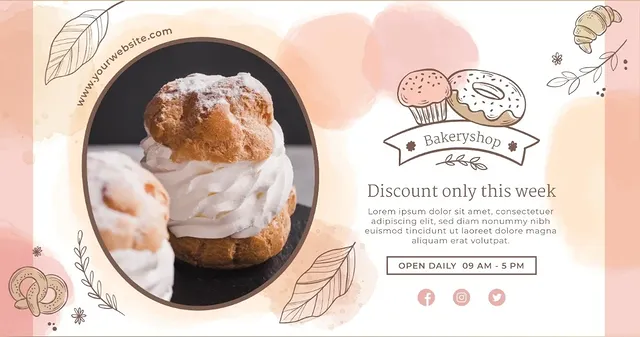 www.yourwebsite.com
Bakeryshop
Discount only this week
Lorem ipsum dolor sit amet, consectetuer
adipiscing elit, sed diam nonummy nibh
euismod tincidunt ut laoreet dolore magna
aliquam erat volutpat.
OPEN DAILY 09 AM - 5 PM